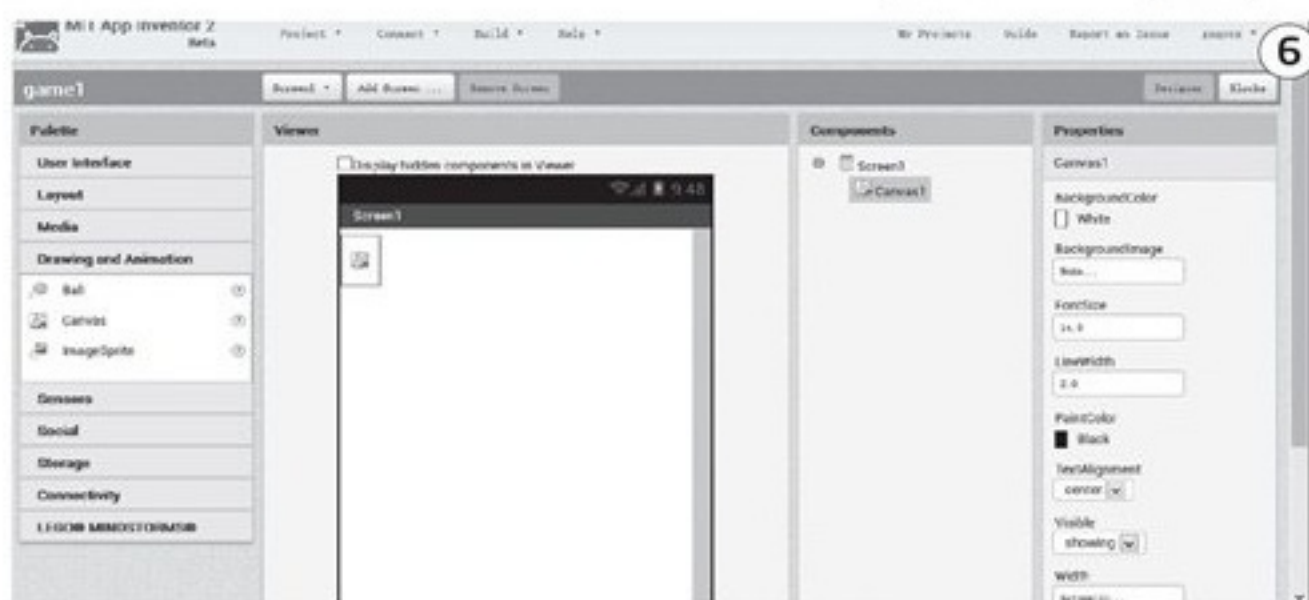 MIT App Inventor 2
Beta
Project Connect Build Help My Projects Guide Report an Issue
6
game1 Screen1 Add Screen ... Remove Screen Designer Blocks
Palette
User Interface
Layout
Media
Drawing and Animation
Ball
Canvas
ImageSprite
Sensors
Social
Storage
Connectivity
LEGO® MINDSTORMS®
Viewer
Display hidden components in Viewer
9:48
Screen1
Components
Screen1
Canvas1
Properties
Canvas1
BackgroundColor
White
BackgroundImage
None...
FontSize
14.0
LineWidth
2.0
PaintColor
Black
TextAlignment
center
Visible
showing
Width